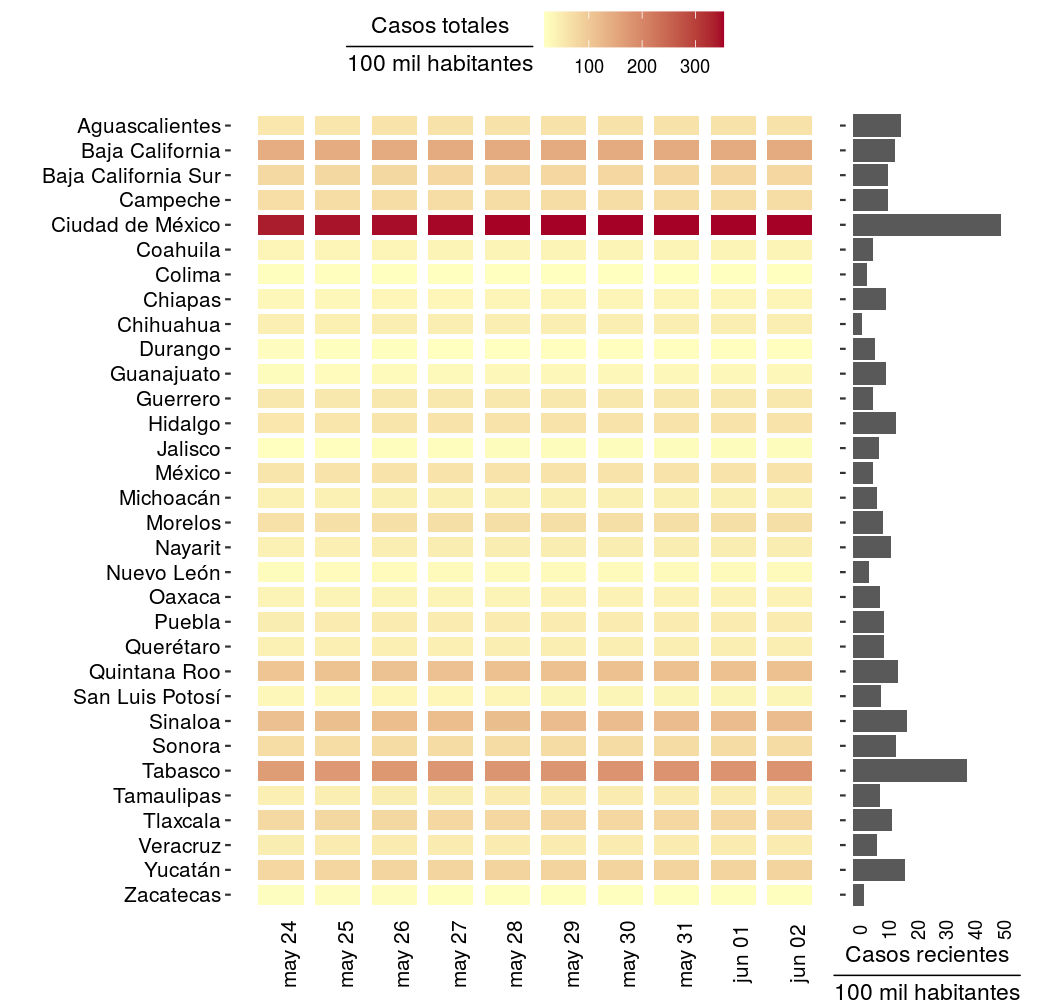 Casos totales
100 mil habitantes
100 200 300
Aguascalientes
Baja California
Baja California Sur
Campeche
Ciudad de México
Coahuila
Colima
Chiapas
Chihuahua
Durango
Guanajuato
Guerrero
Hidalgo
Jalisco
México
Michoacán
Morelos
Nayarit
Nuevo León
Oaxaca
Puebla
Querétaro
Quintana Roo
San Luis Potosí
Sinaloa
Sonora
Tabasco
Tamaulipas
Tlaxcala
Veracruz
Yucatán
Zacatecas
may 24
may 25
may 26
may 27
may 28
may 29
may 30
may 31
jun 01
jun 02
0
10
20
30
40
50
Casos recientes
100 mil habitantes